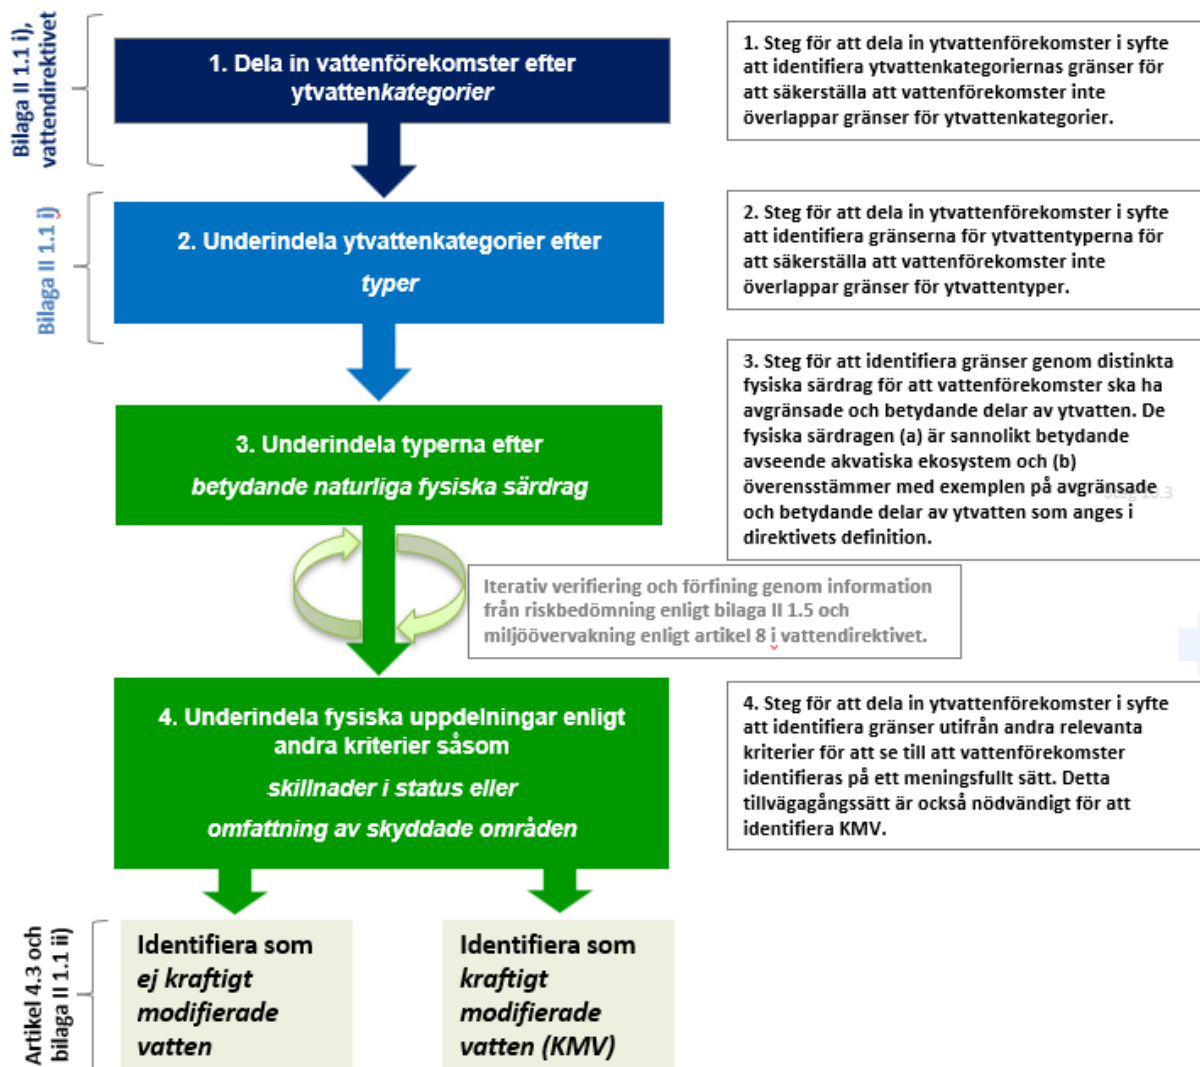 Bilaga II 1.1 i),
vattendirektivet
1. Dela in vattenförekomster efter
ytvattenkategorier
1. Steg för att dela in ytvattenförekomster i syfte
att identifiera ytvattenkategoriernas gränser för
att säkerställa att vattenförekomster inte
överlappar gränser för ytvattenkategorier.
Bilaga II 1.1 i)
2. Underindela ytvattenkategorier efter
typer
2. Steg för att dela in ytvattenförekomster i syfte
att identifiera gränserna för ytvattentyperna för
att säkerställa att vattenförekomster inte
överlappar gränser för ytvattentyper.
3. Underindela typerna efter
betydande naturliga fysiska särdrag
3. Steg för att identifiera gränser genom distinkta
fysiska särdrag för att vattenförekomster ska ha
avgränsade och betydande delar av ytvatten. De
fysiska särdragen (a) är sannolikt betydande
avseende akvatiska ekosystem och (b)
överensstämmer med exemplen på avgränsade
och betydande delar av ytvatten som anges i
direktivets definition.
Iterativ verifiering och förfining genom information
från riskbedömning enligt bilaga II 1.5 och
miljöövervakning enligt artikel 8 i vattendirektivet.
4. Underindela fysiska uppdelningar enligt
andra kriterier såsom
skillnader i status eller
omfattning av skyddade områden
4. Steg för att dela in ytvattenförekomster i syfte
att identifiera gränser utifrån andra relevanta
kriterier för att se till att vattenförekomster
identifieras på ett meningsfullt sätt. Detta
tillvägagångssätt är också nödvändigt för att
identifiera KMV.
Artikel 4.3 och
bilaga II 1.1 ii)
Identifiera som
ej kraftigt
modifierade
vatten
Identifiera som
kraftigt
modifierade
vatten (KMV)